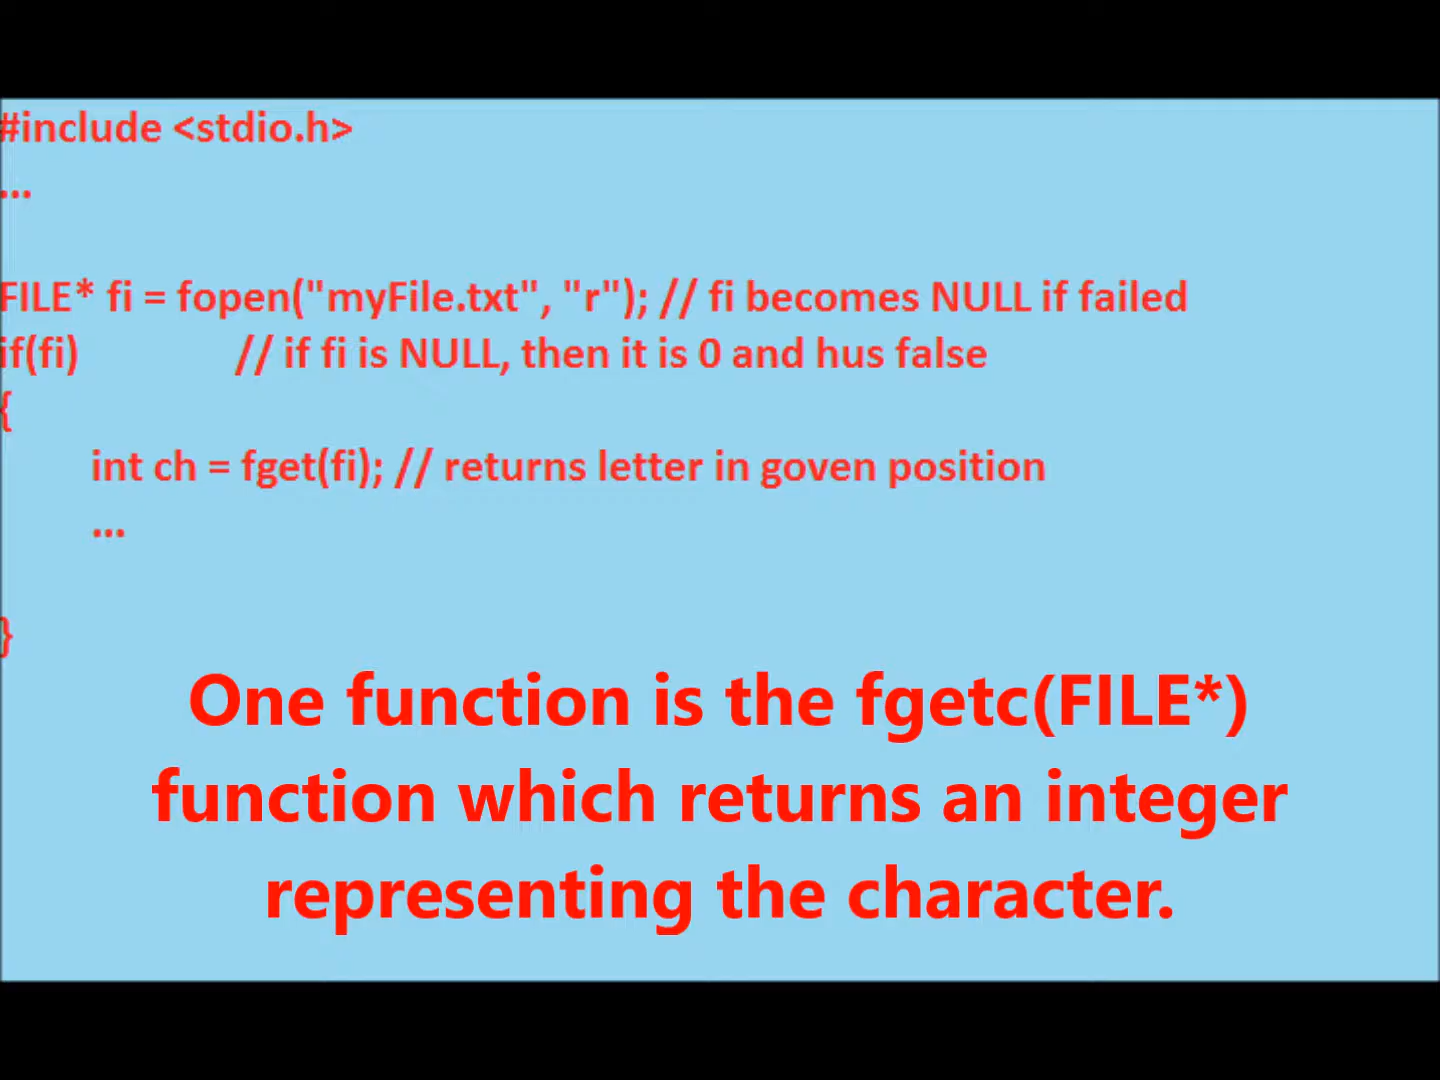 #include <stdio.h>
...
FILE* fi = fopen("myFile.txt", "r"); // fi becomes NULL if failed
if(fi) // if fi is NULL, then it is 0 and hus false
{
int ch = fget(fi); // returns letter in goven position
...
}
One function is the fgetc(FILE*)
function which returns an integer
representing the character.